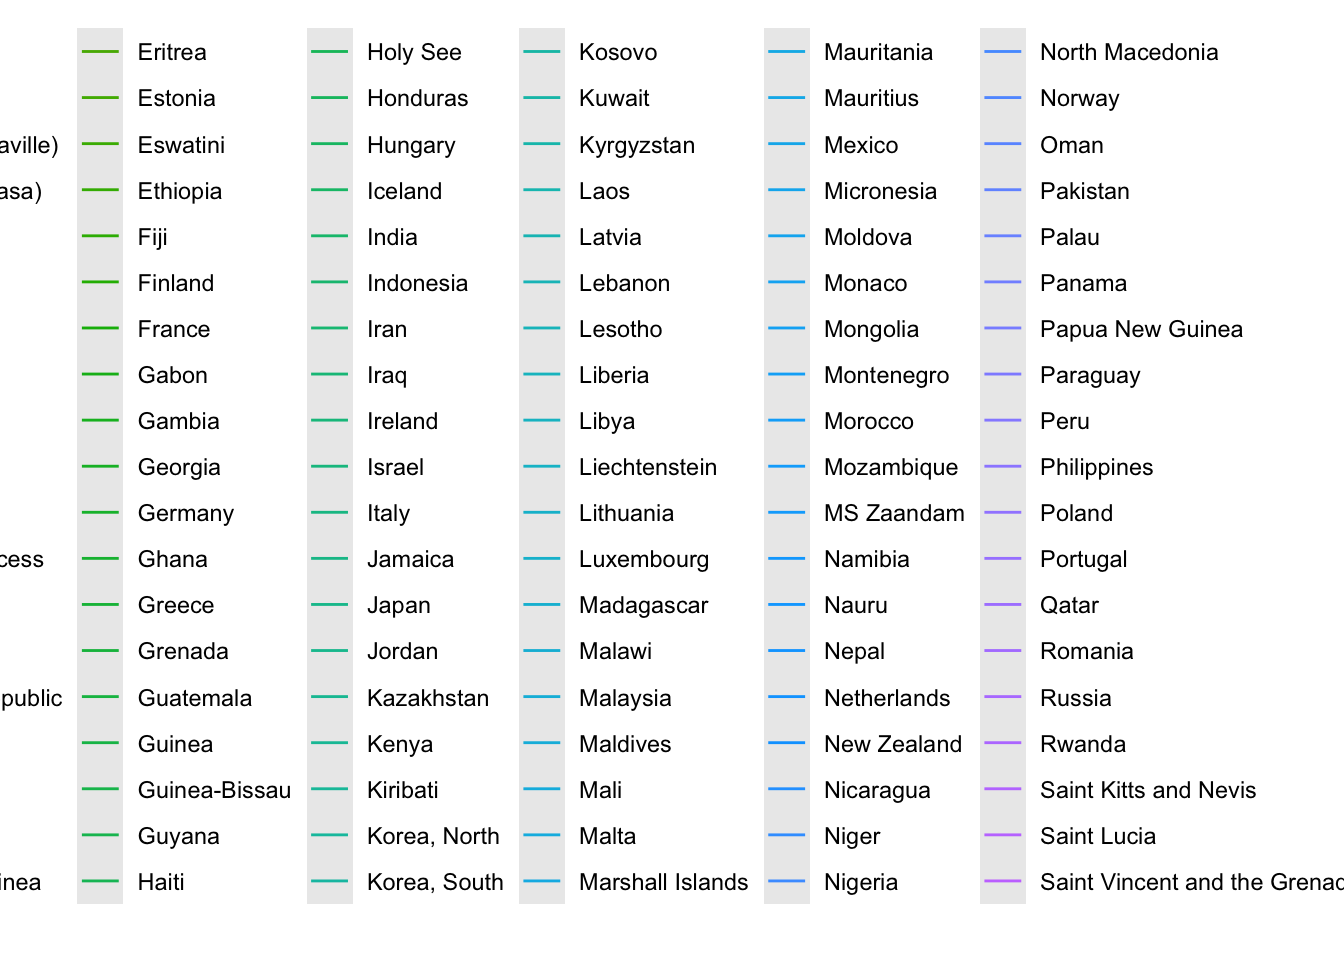 Eritrea Holy See Kosovo Mauritania North Macedonia
Estonia Honduras Kuwait Mauritius Norway
aville) Eswatini Hungary Kyrgyzstan Mexico Oman
asa) Ethiopia Iceland Laos Micronesia Pakistan
Fiji India Latvia Moldova Palau
Finland Indonesia Lebanon Monaco Panama
France Iran Lesotho Mongolia Papua New Guinea
Gabon Iraq Liberia Montenegro Paraguay
Gambia Ireland Libya Morocco Peru
Georgia Israel Liechtenstein Mozambique Philippines
Germany Italy Lithuania MS Zaandam Poland
cess Ghana Jamaica Luxembourg Namibia Portugal
Greece Japan Madagascar Nauru Qatar
Grenada Jordan Malawi Nepal Romania
public Guatemala Kazakhstan Malaysia Netherlands Russia
Guinea Kenya Maldives New Zealand Rwanda
Guinea-Bissau Kiribati Mali Nicaragua Saint Kitts and Nevis
Guyana Korea, North Malta Niger Saint Lucia
inea Haiti Korea, South Marshall Islands Nigeria Saint Vincent and the Grenad